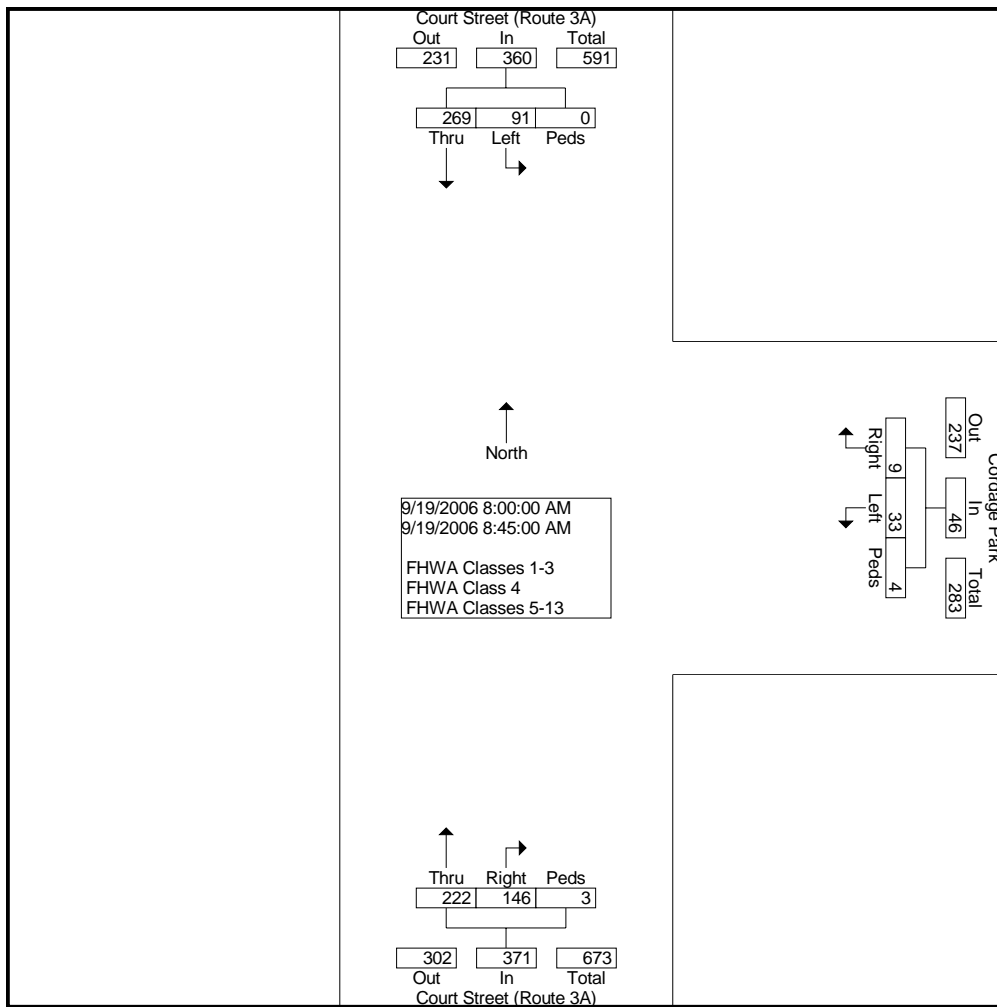 Court Street (Route 3A)
Out In Total
231 360 591
269 91 0
Thru Left Peds
North
9/19/2006 8:00:00 AM
9/19/2006 8:45:00 AM
FHWA Classes 1-3
FHWA Class 4
FHWA Classes 5-13
Cordage Park
Out In Total
237 46 283
9 33 4
Right Left Peds
Thru Right Peds
222 146 3
302 371 673
Out In Total
Court Street (Route 3A)